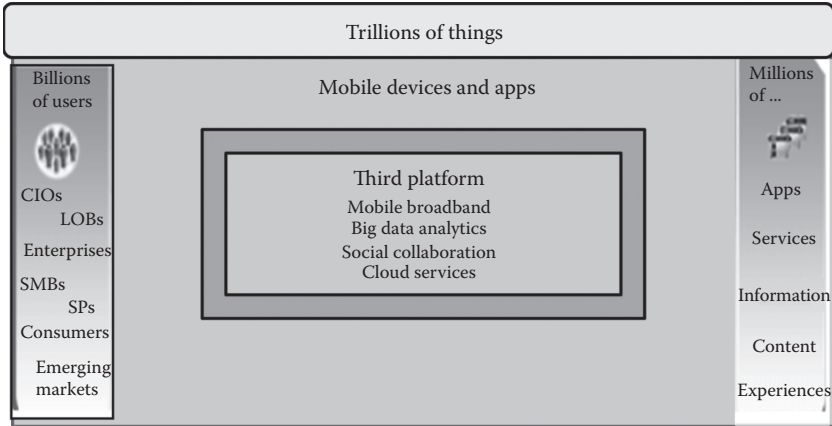 Trillions of things
Billions
of users
CIOs
LOBs
Enterprises
SMBs
SPs
Consumers
Emerging
markets
Mobile devices and apps
Third platform
Mobile broadband
Big data analytics
Social collaboration
Cloud services
Millions
of ...
Apps
Services
Information
Content
Experiences